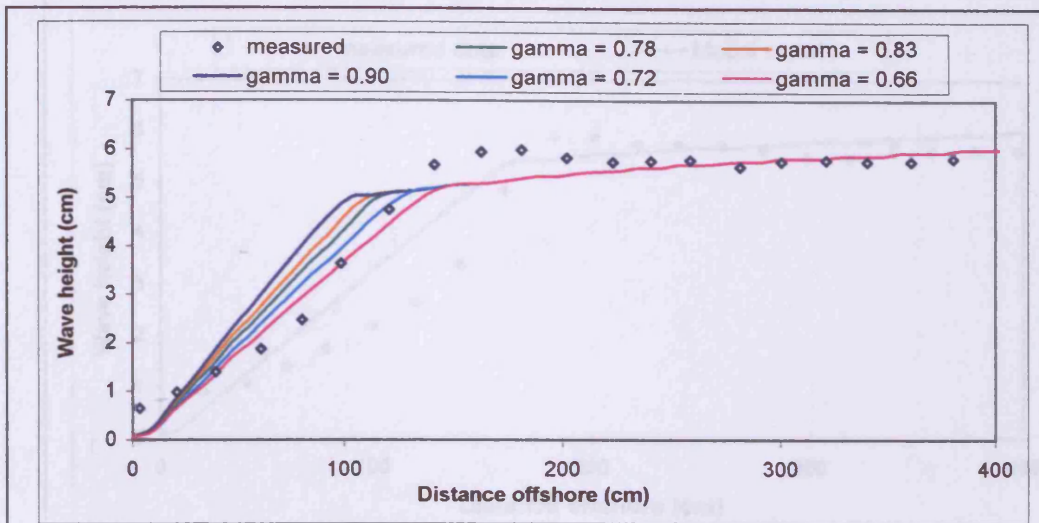 measured gamma = 0.78 gamma = 0.83
gamma = 0.90 gamma = 0.72 gamma = 0.66
7
6
5
4
3
2
1
0
Wave height (cm)
0 100 200 300 400
Distance offshore (cm)